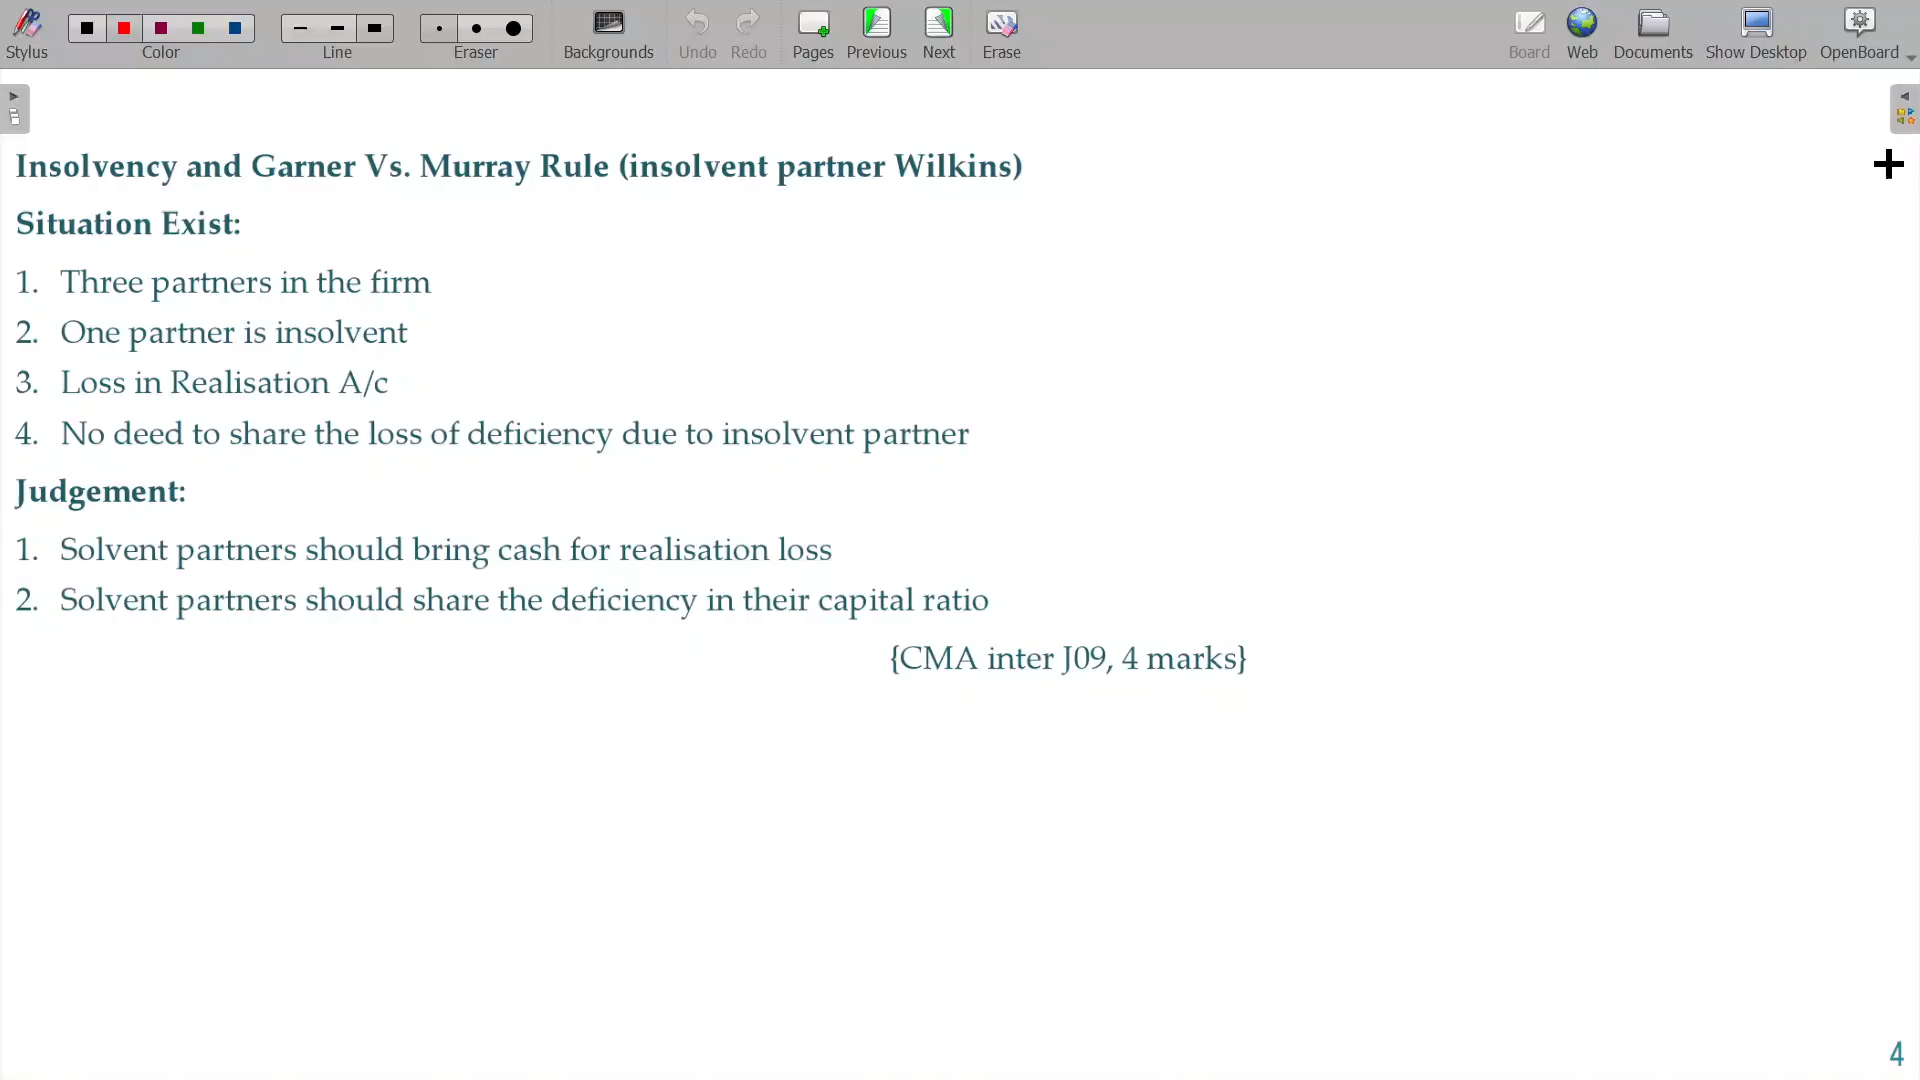 Stylus Color Line Eraser Backgrounds Undo Redo Pages Previous Next Erase Board Web Documents Show Desktop OpenBoard
Insolvency and Garner Vs. Murray Rule (insolvent partner Wilkins)
Situation Exist:
1. Three partners in the firm
2. One partner is insolvent
3. Loss in Realisation A/c
4. No deed to share the loss of deficiency due to insolvent partner
Judgement:
1. Solvent partners should bring cash for realisation loss
2. Solvent partners should share the deficiency in their capital ratio
{CMA inter J09, 4 marks}
4